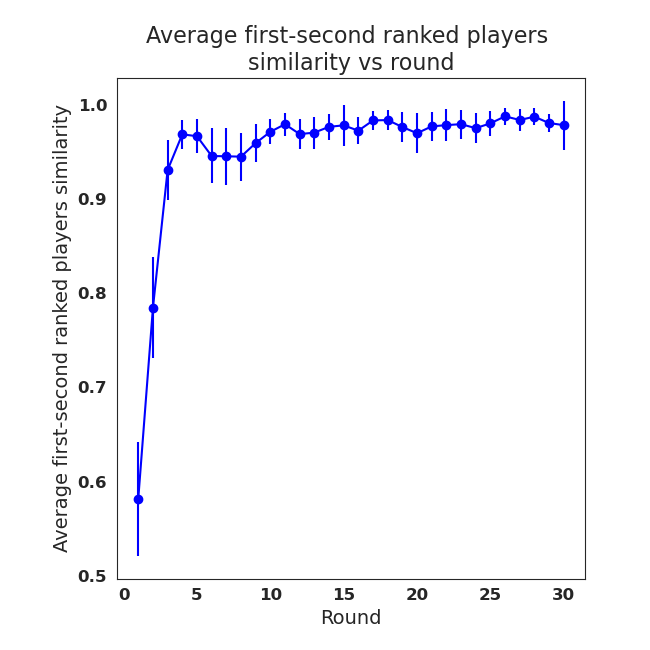 Average first-second ranked players
similarity vs round
Average first-second ranked players similarity
1.0
0.9
0.8
0.7
0.6
0.5
0 5 10 15 20 25 30
Round